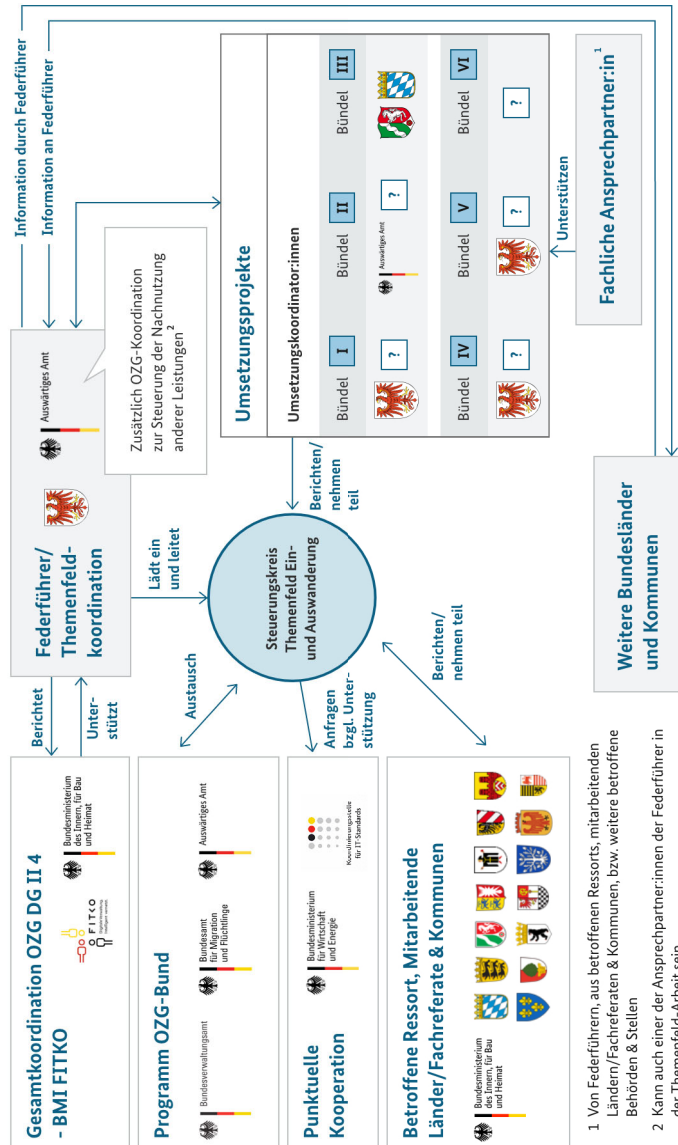 Gesamtkoordination OZG DG II 4
- BMI FITKO
FITKO
Bundesministerium
des Innern, für Bau
und Heimat
Berichtet
Unter-
stützt
Federführer/
Themenfeld-
koordination
Auswärtiges Amt
Information durch Federführer
Information an Federführer
Zusätzlich OZG-Koordination
zur Steuerung der Nachnutzung
anderer Leistungen²
Programm OZG-Bund
Bundesverwaltungsamt
Bundesamt
für Migration
und Flüchtlinge
Auswärtiges Amt
Austausch
Lädt ein
und leitet
Steuerungskreis
Themenfeld Ein-
und Auswanderung
Berichten/
nehmen
teil
Umsetzungsprojekte
Umsetzungskoordinator:innen
Bündel I
Bündel II
Bündel III
?
Auswärtiges Amt
?
Bündel IV
Bündel V
Bündel VI
?
?
?
Punktuelle
Kooperation
Bundesministerium
für Wirtschaft
und Energie
Koordinierungsstelle
für IT-Standards
Anfragen
bzgl. Unter-
stützung
Unterstützen
Fachliche Ansprechpartner:in¹
Betroffene Ressort, Mitarbeitende
Länder/Fachreferate & Kommunen
Bundesministerium
des Innern, für Bau
und Heimat
Berichten/
nehmen teil
Weitere Bundesländer
und Kommunen
1 Von Federführern, aus betroffenen Ressorts, mitarbeitenden
Ländern/Fachreferaten & Kommunen, bzw. weitere betroffene
Behörden & Stellen
2 Kann auch einer der Ansprechpartner:innen der Federführer in
der Themenfeld-Arbeit sein